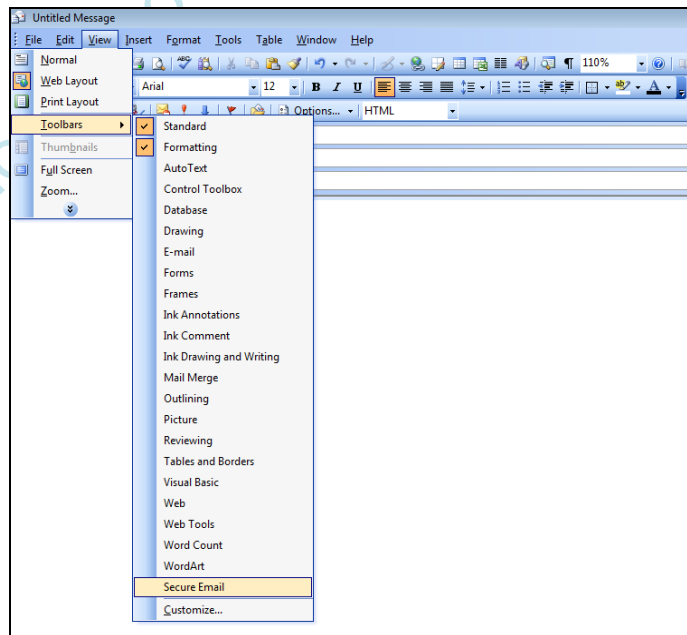 Untitled Message
File Edit View Insert Format Tools Table Window Help
Normal
110%
Web Layout
Arial 12 B I U A
Print Layout
Options... HTML
Toolbars
Standard
Thumbnails
Formatting
Full Screen
AutoText
Zoom...
Control Toolbox
Database
Drawing
E-mail
Forms
Frames
Ink Annotations
Ink Comment
Ink Drawing and Writing
Mail Merge
Outlining
Picture
Reviewing
Tables and Borders
Visual Basic
Web
Web Tools
Word Count
WordArt
Secure Email
Customize...